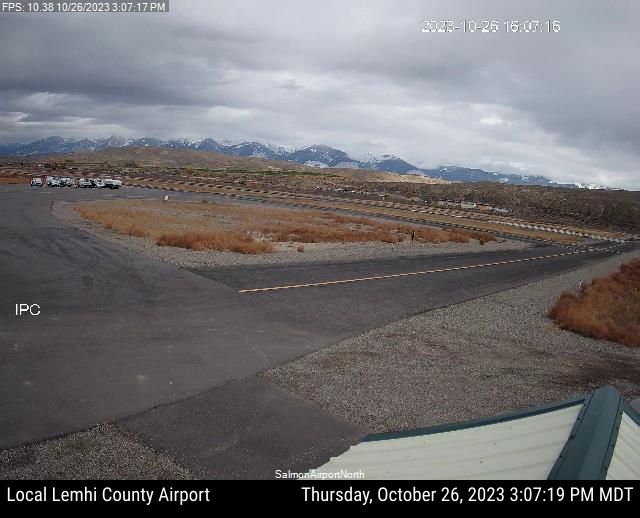 FPS: 10.38 10/26/2023 3:07:17 PM
2023-10-26 16:07:16
IPC
SalmonAirportNorth
Local Lemhi County Airport Thursday, October 26, 2023 3:07:19 PM MDT